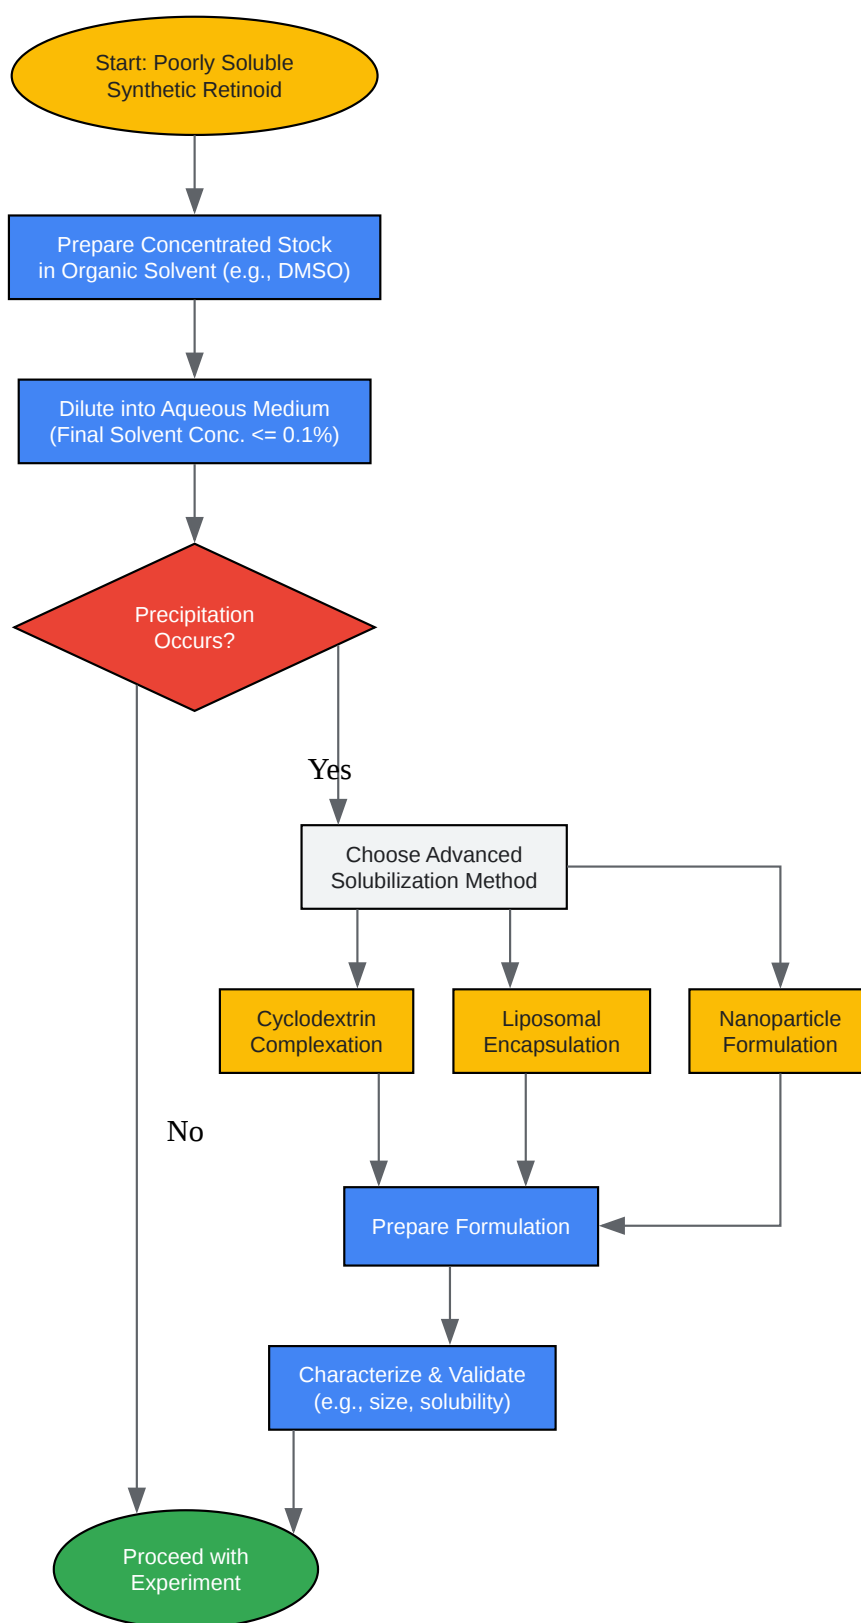 Start: Poorly Soluble
Synthetic Retinoid
Prepare Concentrated Stock
in Organic Solvent (e.g., DMSO)
Dilute into Aqueous Medium
(Final Solvent Conc. <= 0.1%)
Precipitation
Occurs?
Yes
Choose Advanced
Solubilization Method
Cyclodextrin
Complexation
Liposomal
Encapsulation
Nanoparticle
Formulation
No
Prepare Formulation
Characterize & Validate
(e.g., size, solubility)
Proceed with
Experiment